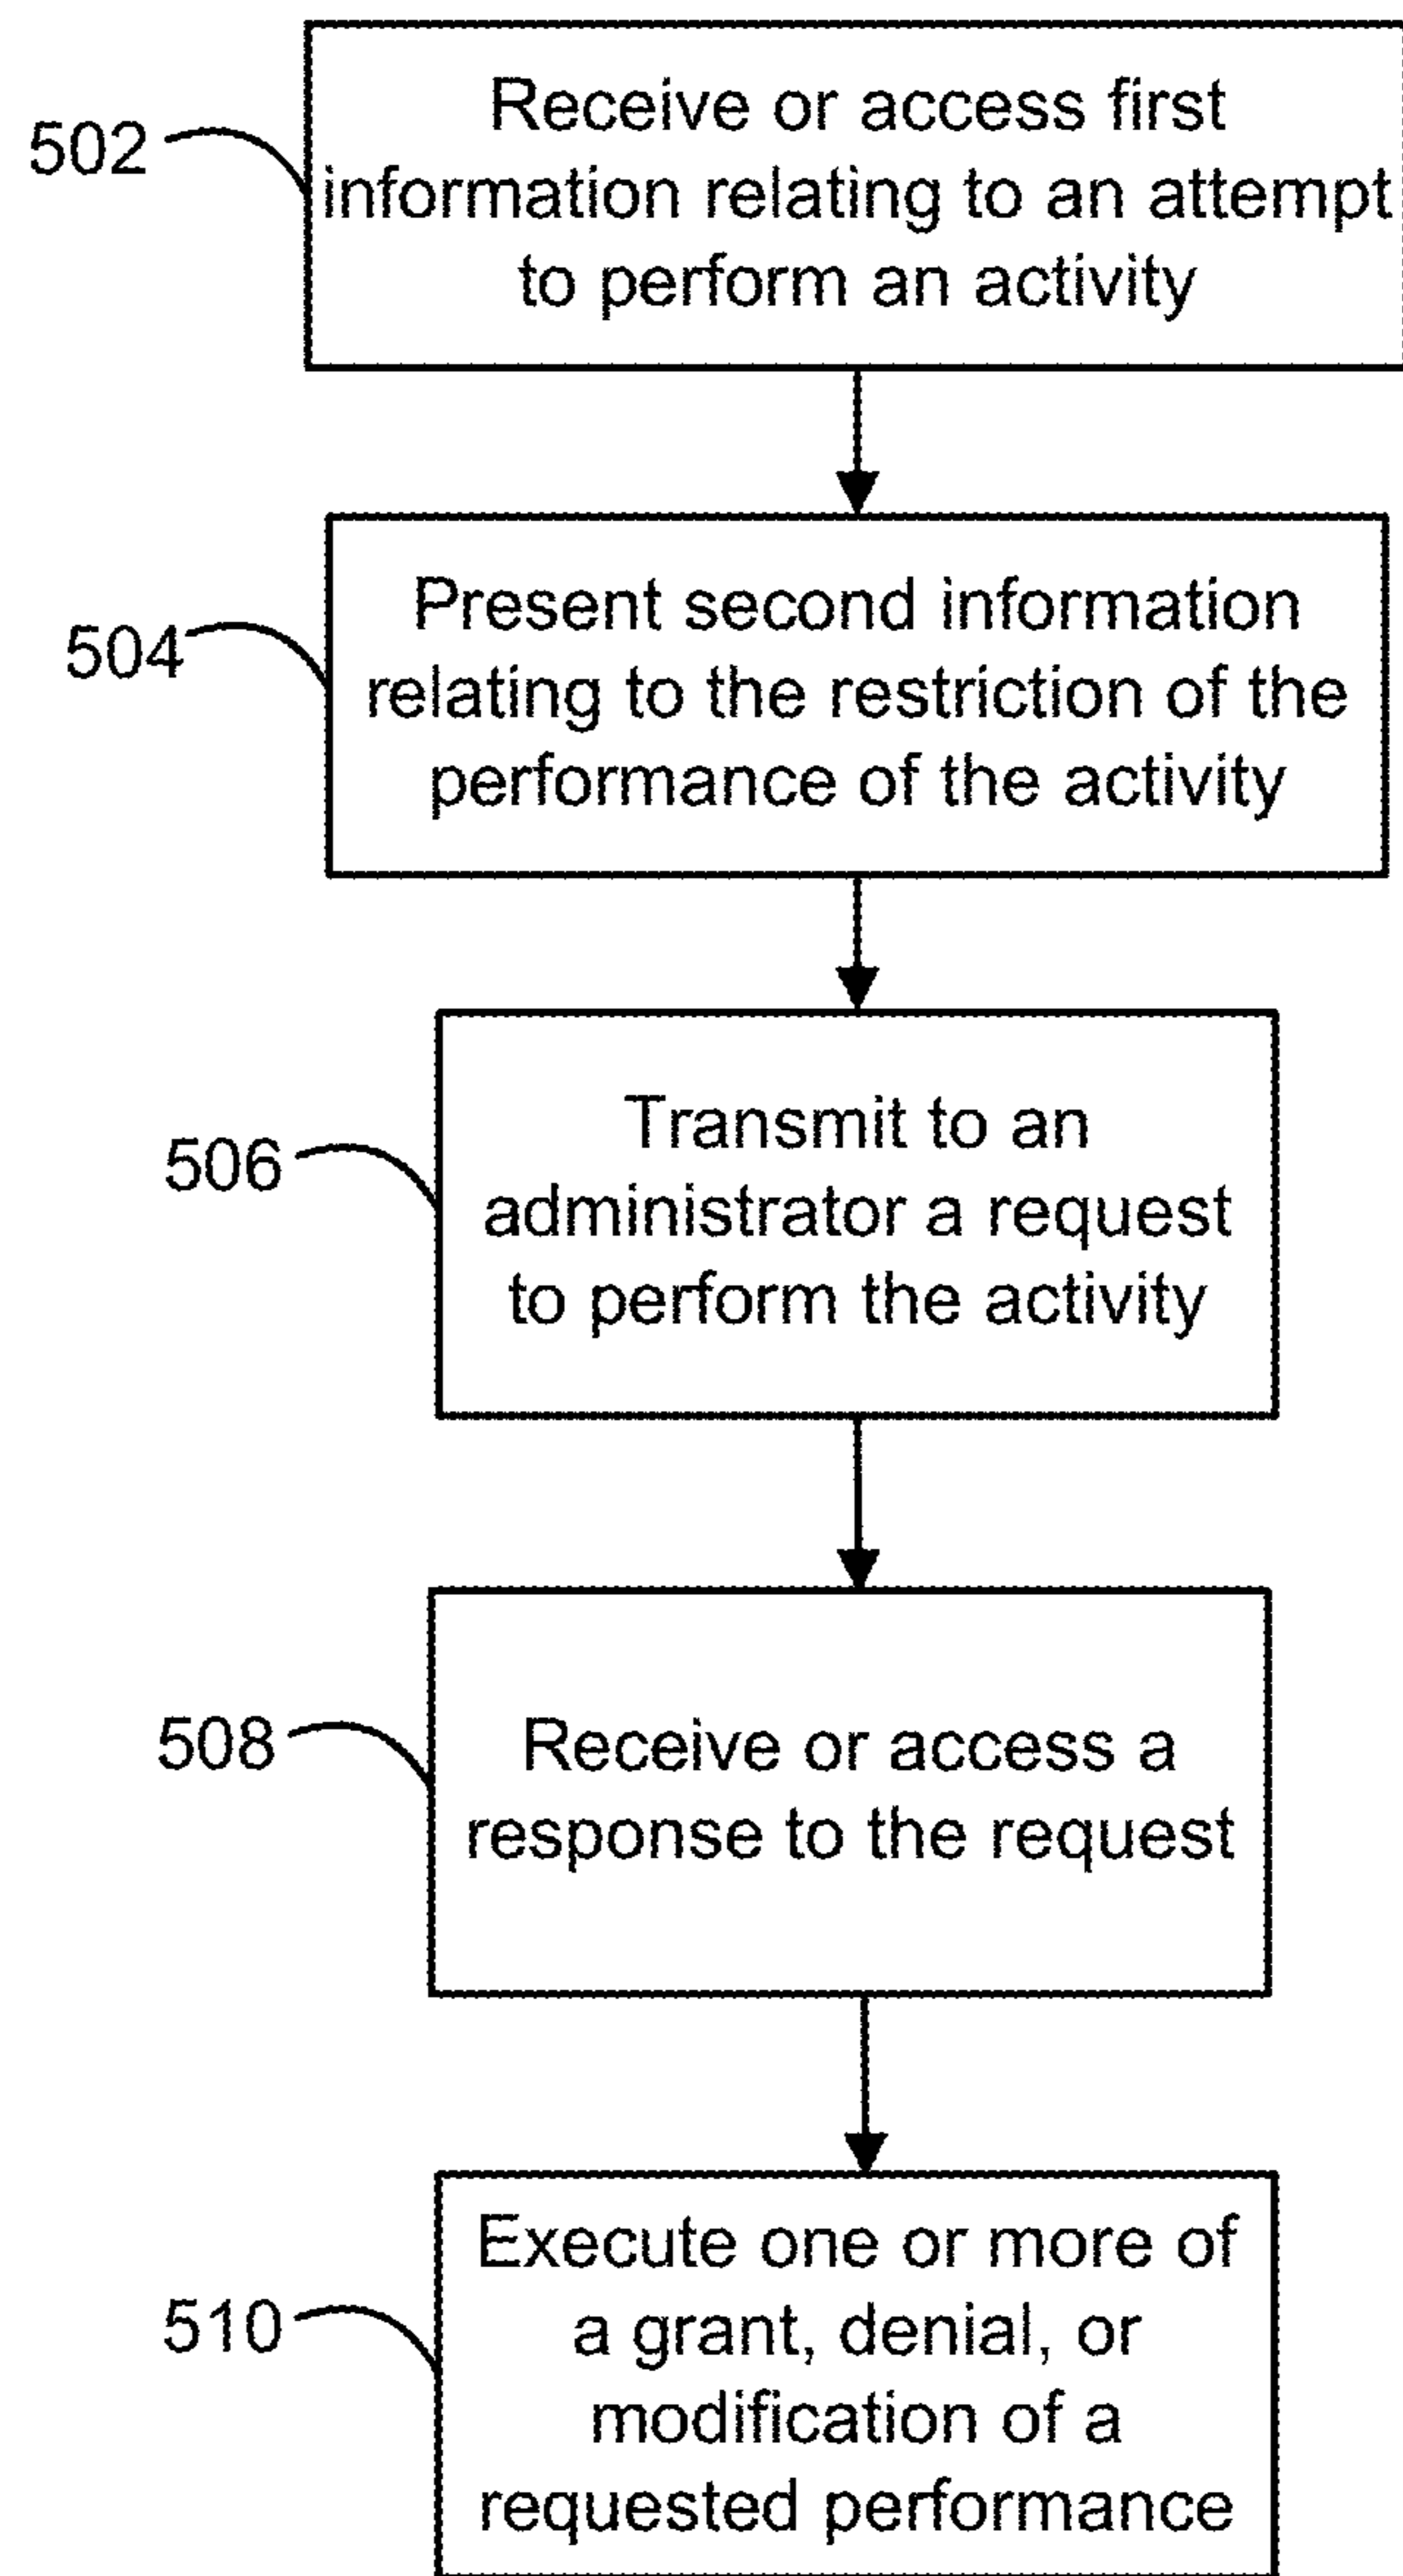 502
Receive or access first
information relating to an attempt
to perform an activity
504
Present second information
relating to the restriction of the
performance of the activity
506
Transmit to an
administrator a request
to perform the activity
508
Receive or access a
response to the request
510
Execute one or more of
a grant, denial, or
modification of a
requested performance